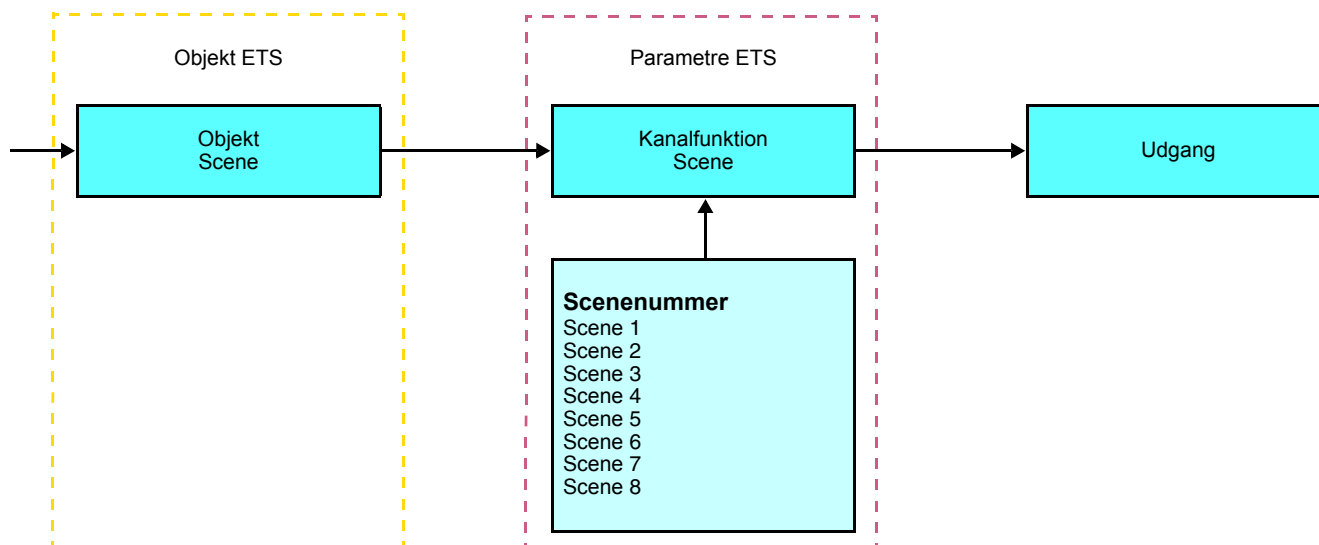 Objekt ETS
Parametre ETS
Objekt
Scene
Kanalfunktion
Scene
Udgang
Scenenummer
Scene 1
Scene 2
Scene 3
Scene 4
Scene 5
Scene 6
Scene 7
Scene 8